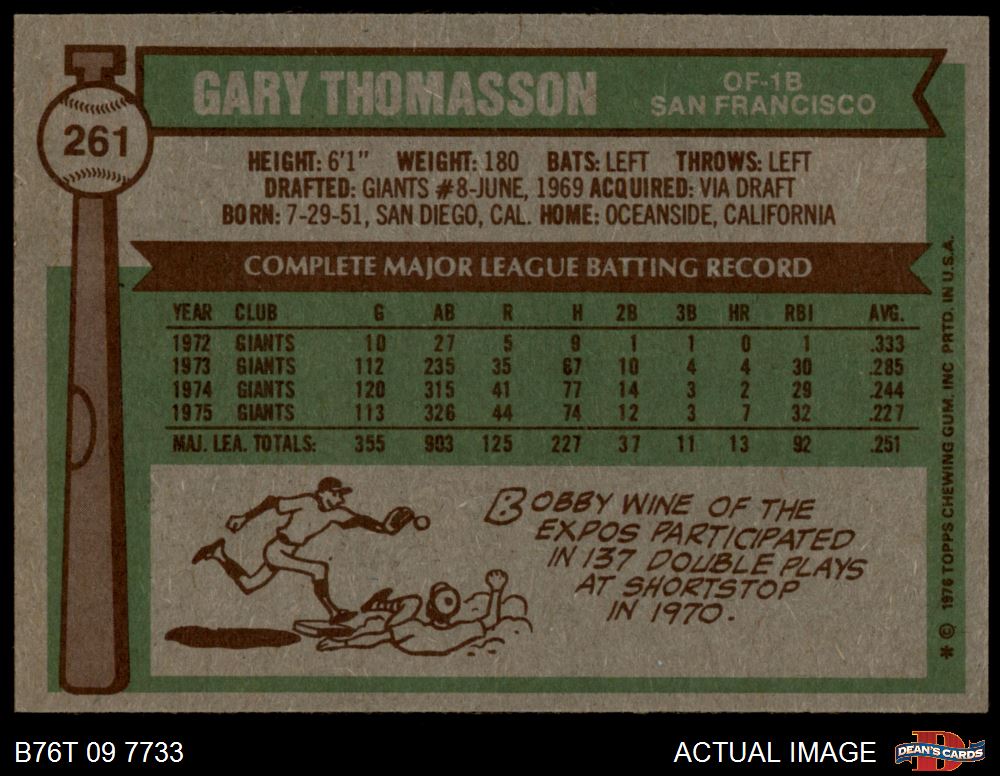 261
GARY THOMASSON
OF-1B
SAN FRANCISCO
HEIGHT: 6'1" WEIGHT: 180 BATS: LEFT THROWS: LEFT
DRAFTED: GIANTS #8-JUNE, 1969 ACQUIRED: VIA DRAFT
BORN: 7-29-51, SAN DIEGO, CAL. HOME: OCEANSIDE, CALIFORNIA
COMPLETE MAJOR LEAGUE BATTING RECORD
YEAR CLUB G AB R H 2B 3B HR RBI AVG.
1972 GIANTS 10 27 5 9 1 1 0 1 .333
1973 GIANTS 112 235 35 67 10 4 4 30 .285
1974 GIANTS 120 315 41 77 14 3 2 29 .244
1975 GIANTS 113 326 44 74 12 3 7 32 .227
MAJ. LEA. TOTALS: 355 903 125 227 37 11 13 92 .251
BOBBY WINE OF THE
EXPOS PARTICIPATED
IN 137 DOUBLE PLAYS
AT SHORTSTOP
IN 1970.
* © 1976 TOPPS CHEWING GUM, INC PRTD. IN U.S.A.
B76T 09 7733
ACTUAL IMAGE
DEAN'S CARDS